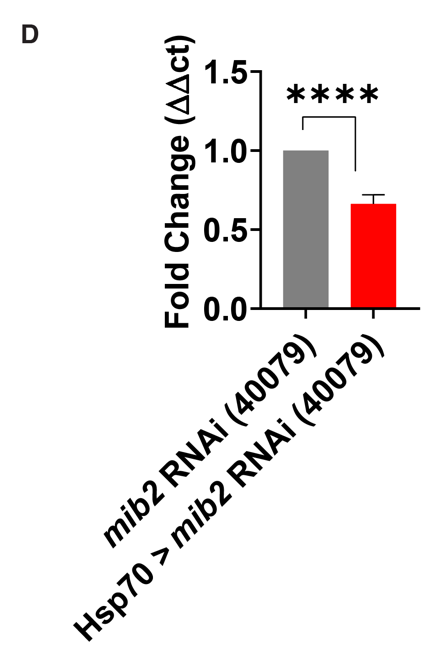 D
Fold Change (ΔΔct)
1.5
1.0
0.5
0.0
****
mib2 RNAi (40079)
Hsp70 > mib2 RNAi (40079)